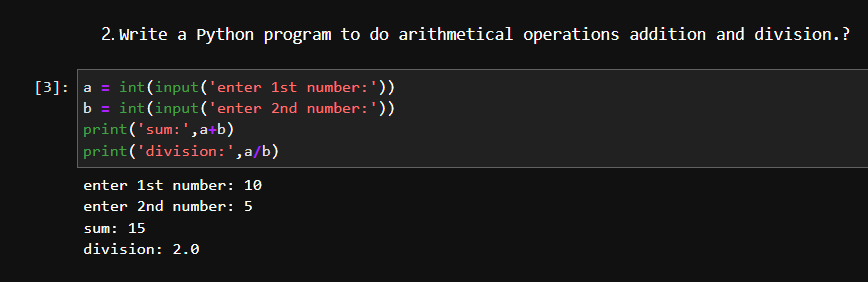 2. Write a Python program to do arithmetical operations addition and division.?
[3]: a = int(input('enter 1st number:'))
b = int(input('enter 2nd number:'))
print('sum:',a+b)
print('division:',a/b)
enter 1st number: 10
enter 2nd number: 5
sum: 15
division: 2.0